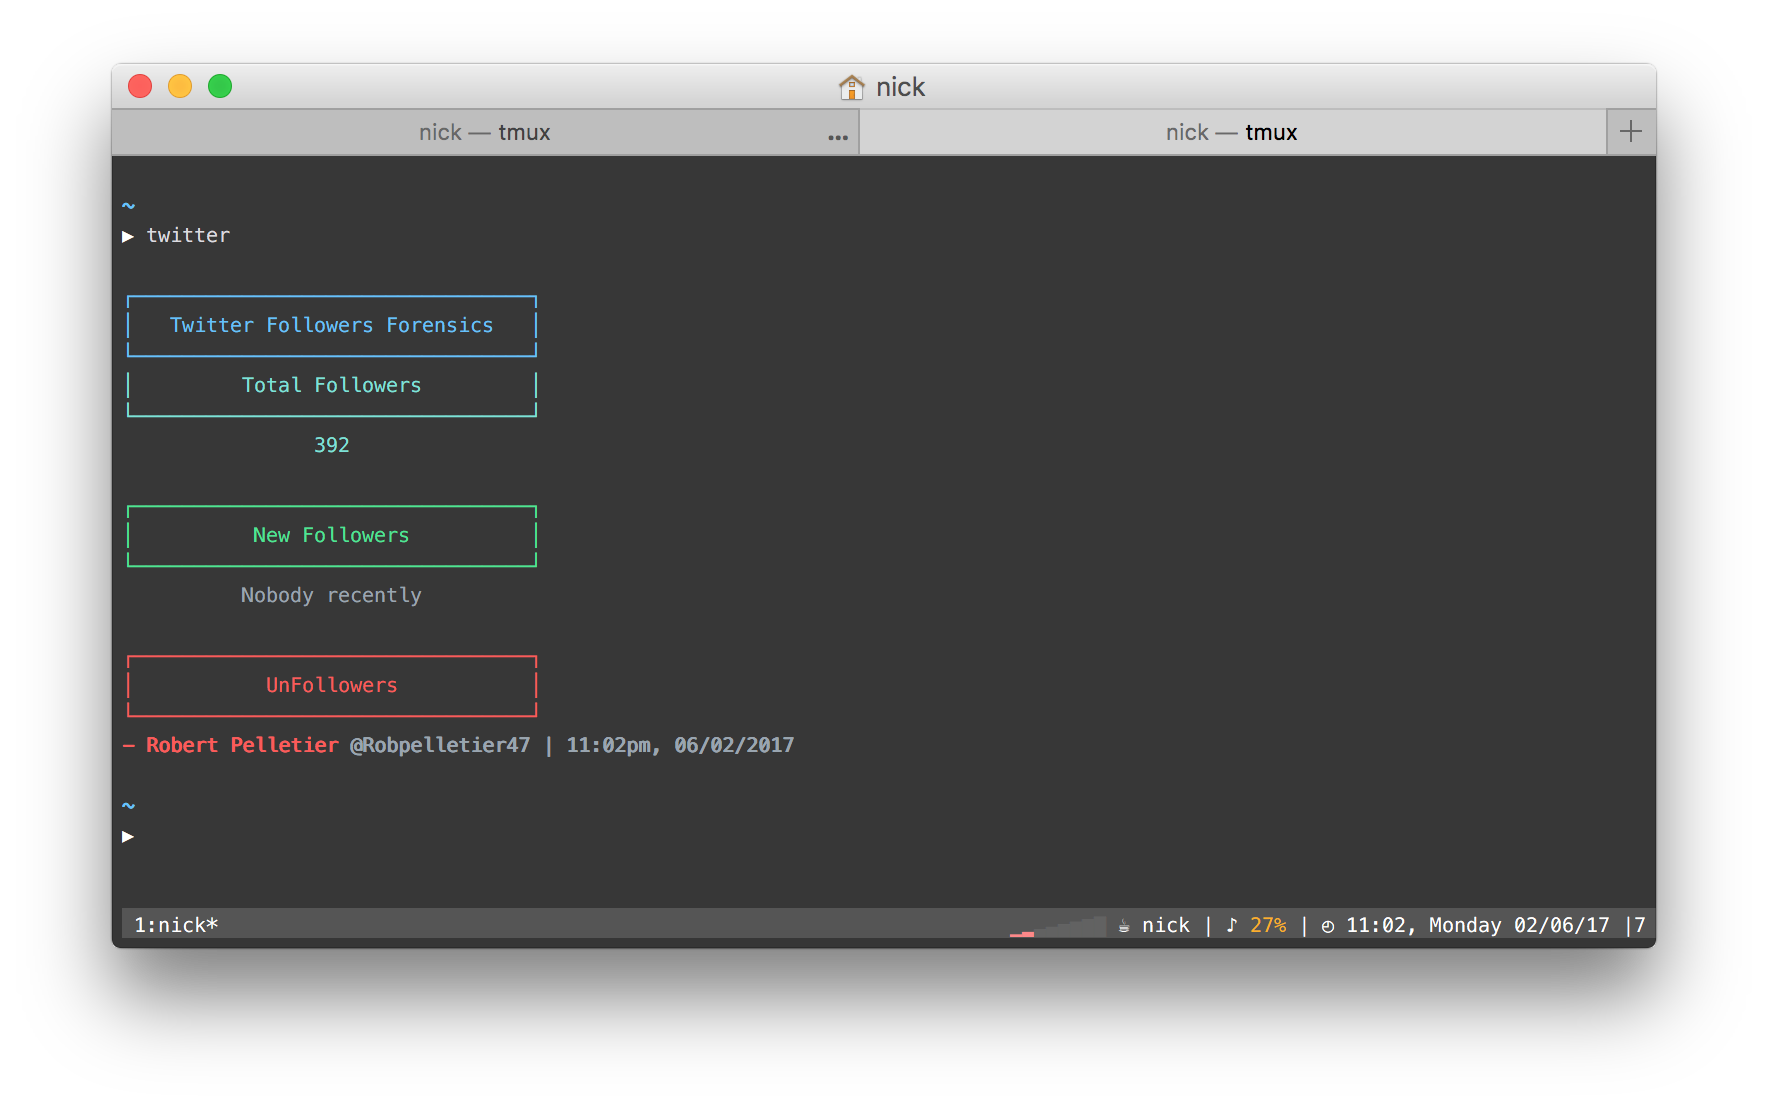 nick
nick — tmux ... nick — tmux +
~
▶ twitter
Twitter Followers Forensics
Total Followers
392
New Followers
Nobody recently
UnFollowers
— Robert Pelletier @Robpelletier47 | 11:02pm, 06/02/2017
~
▶
1:nick* ☕ nick | ♪ 27% | ◴ 11:02, Monday 02/06/17 |7